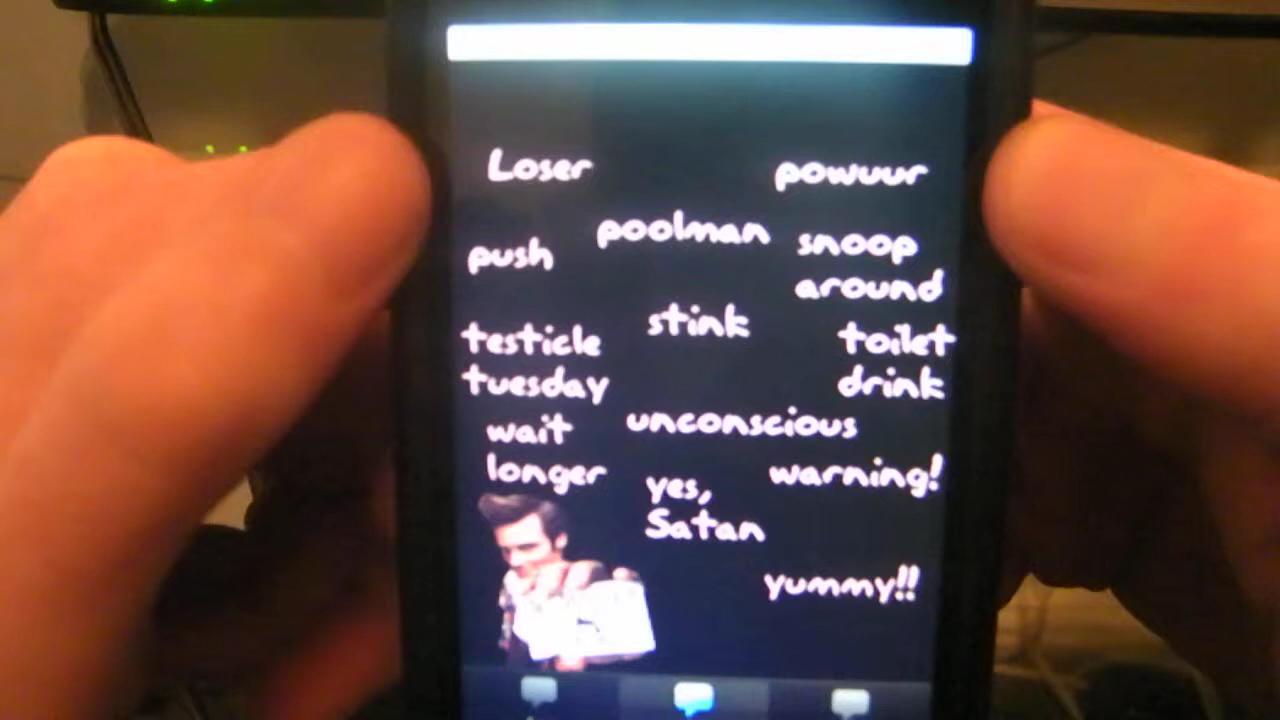 Loser
powuur
poolman
push
snoop
around
stink
testicle
tuesday
toilet
drink
unconscious
wait
longer
warning!
yes,
Satan
yummy!!